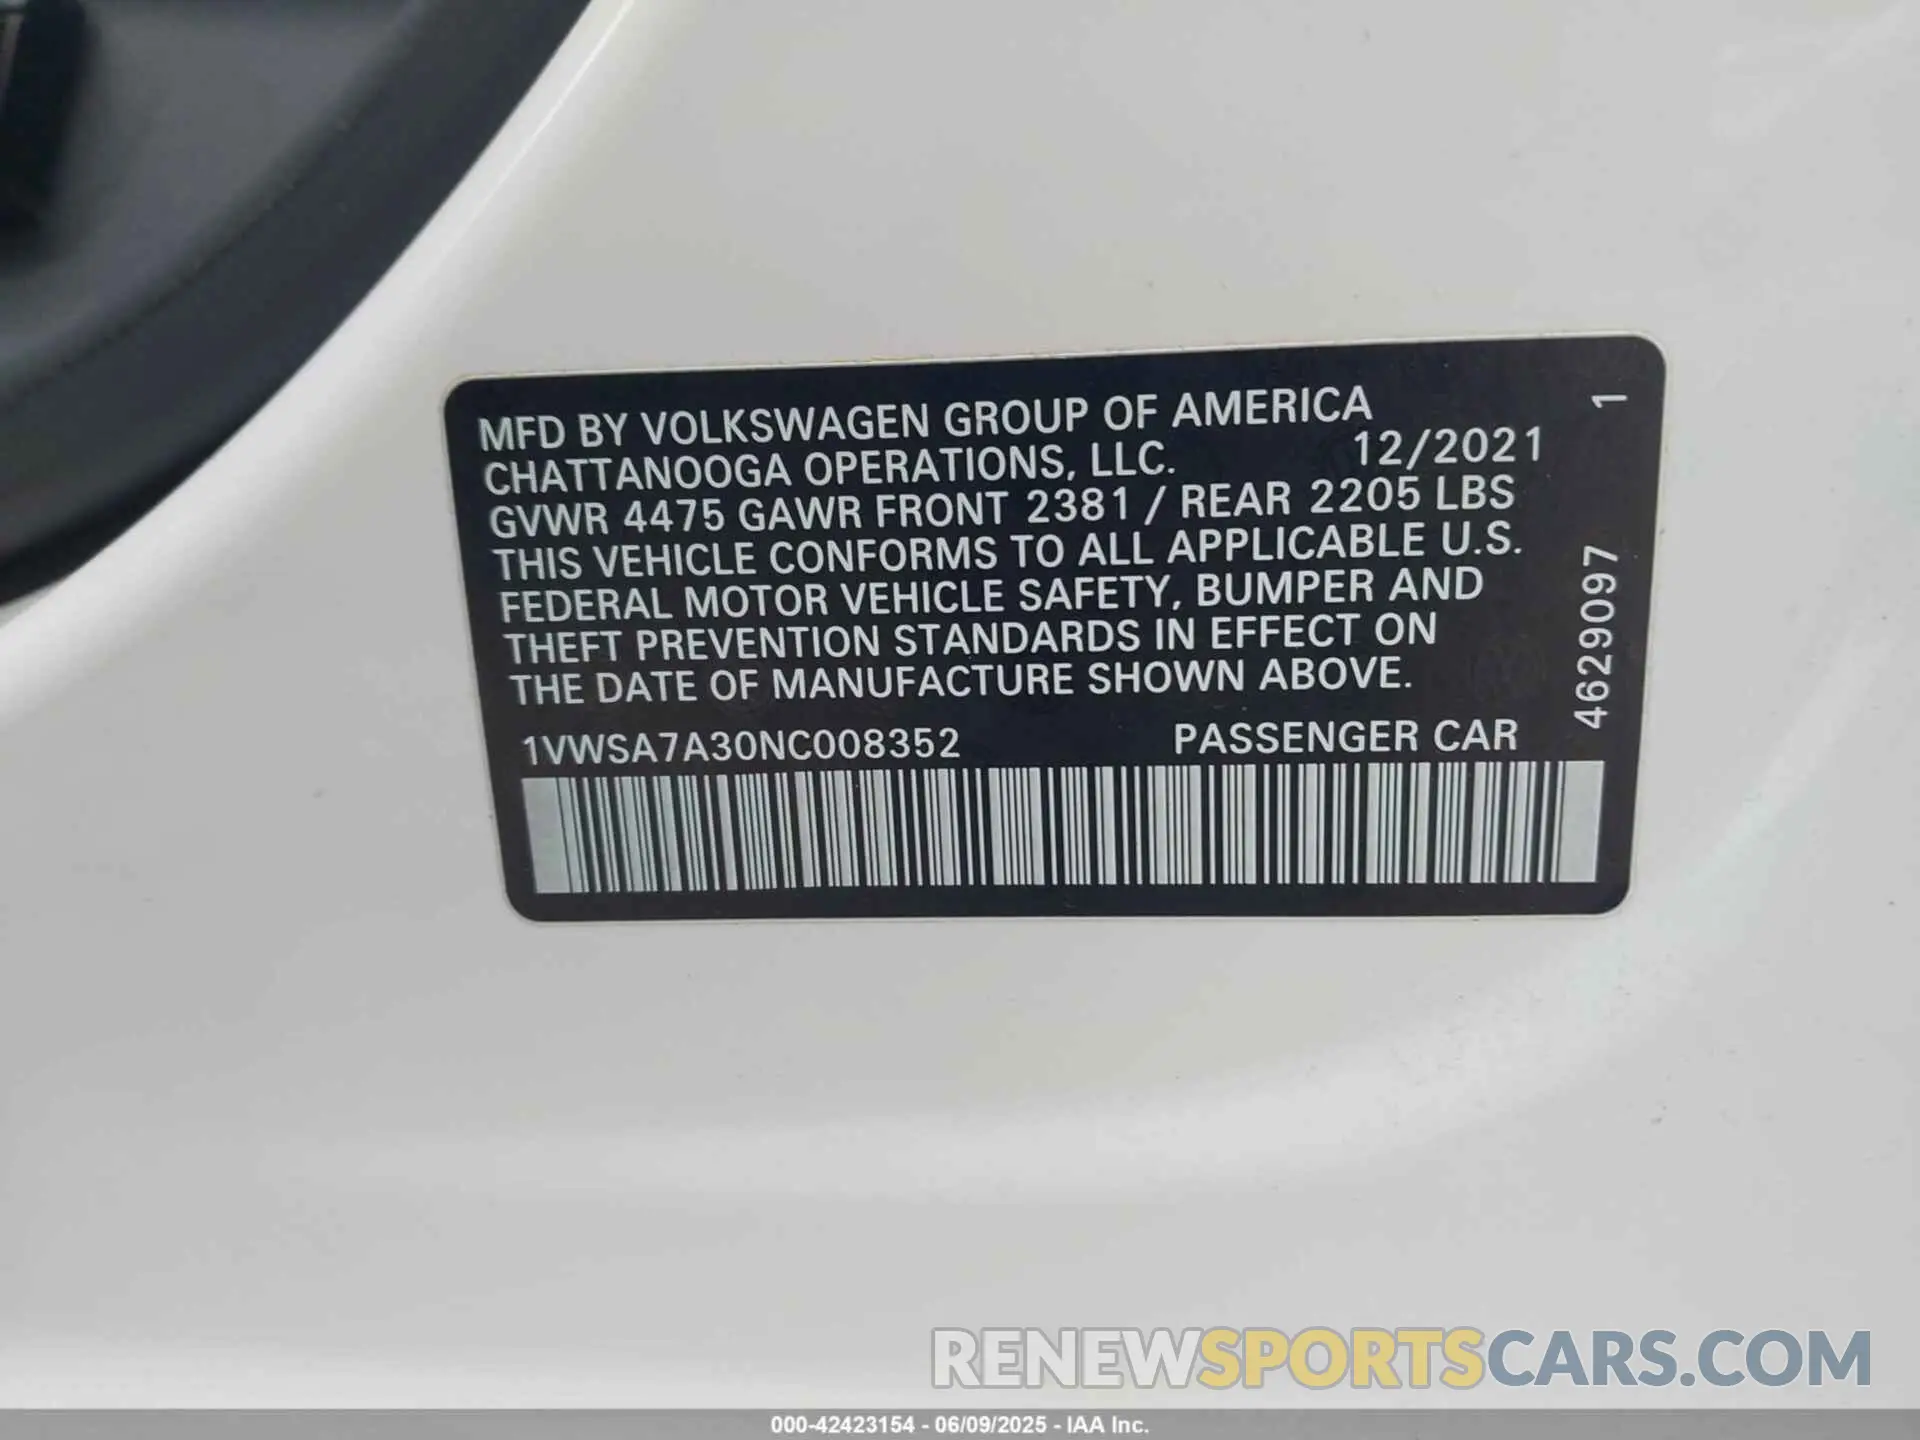 MFD BY VOLKSWAGEN GROUP OF AMERICA
CHATTANOOGA OPERATIONS, LLC. 12/2021
GVWR 4475 GAWR FRONT 2381 / REAR 2205 LBS
THIS VEHICLE CONFORMS TO ALL APPLICABLE U.S.
FEDERAL MOTOR VEHICLE SAFETY, BUMPER AND
THEFT PREVENTION STANDARDS IN EFFECT ON
THE DATE OF MANUFACTURE SHOWN ABOVE.
1VWSA7A30NC008352 PASSENGER CAR
4629097 1
RENEWSPORTSCARS.COM
000-42423154 - 06/09/2025 - IAA Inc.